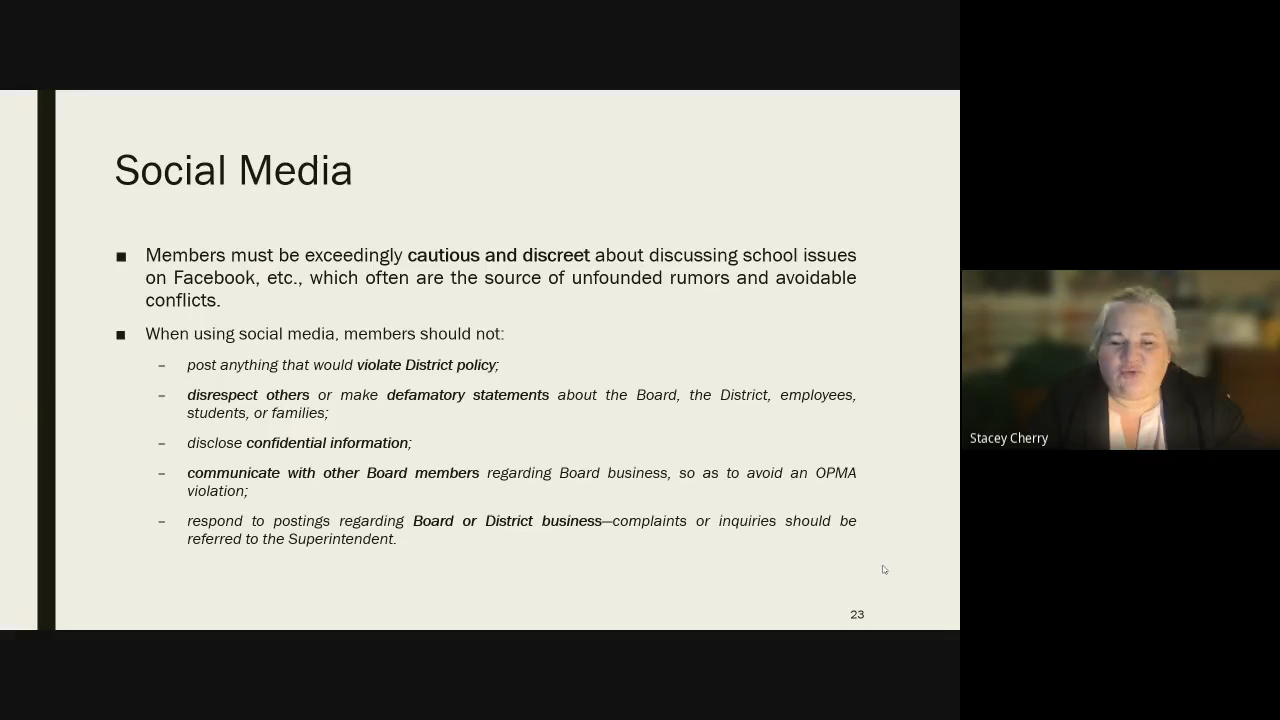 Social Media
■ Members must be exceedingly cautious and discreet about discussing school issues
on Facebook, etc., which often are the source of unfounded rumors and avoidable
conflicts.
■ When using social media, members should not:
– post anything that would violate District policy;
– disrespect others or make defamatory statements about the Board, the District, employees,
students, or families;
– disclose confidential information;
– communicate with other Board members regarding Board business, so as to avoid an OPMA
violation;
– respond to postings regarding Board or District business—complaints or inquiries should be
referred to the Superintendent.
23
Stacey Cherry